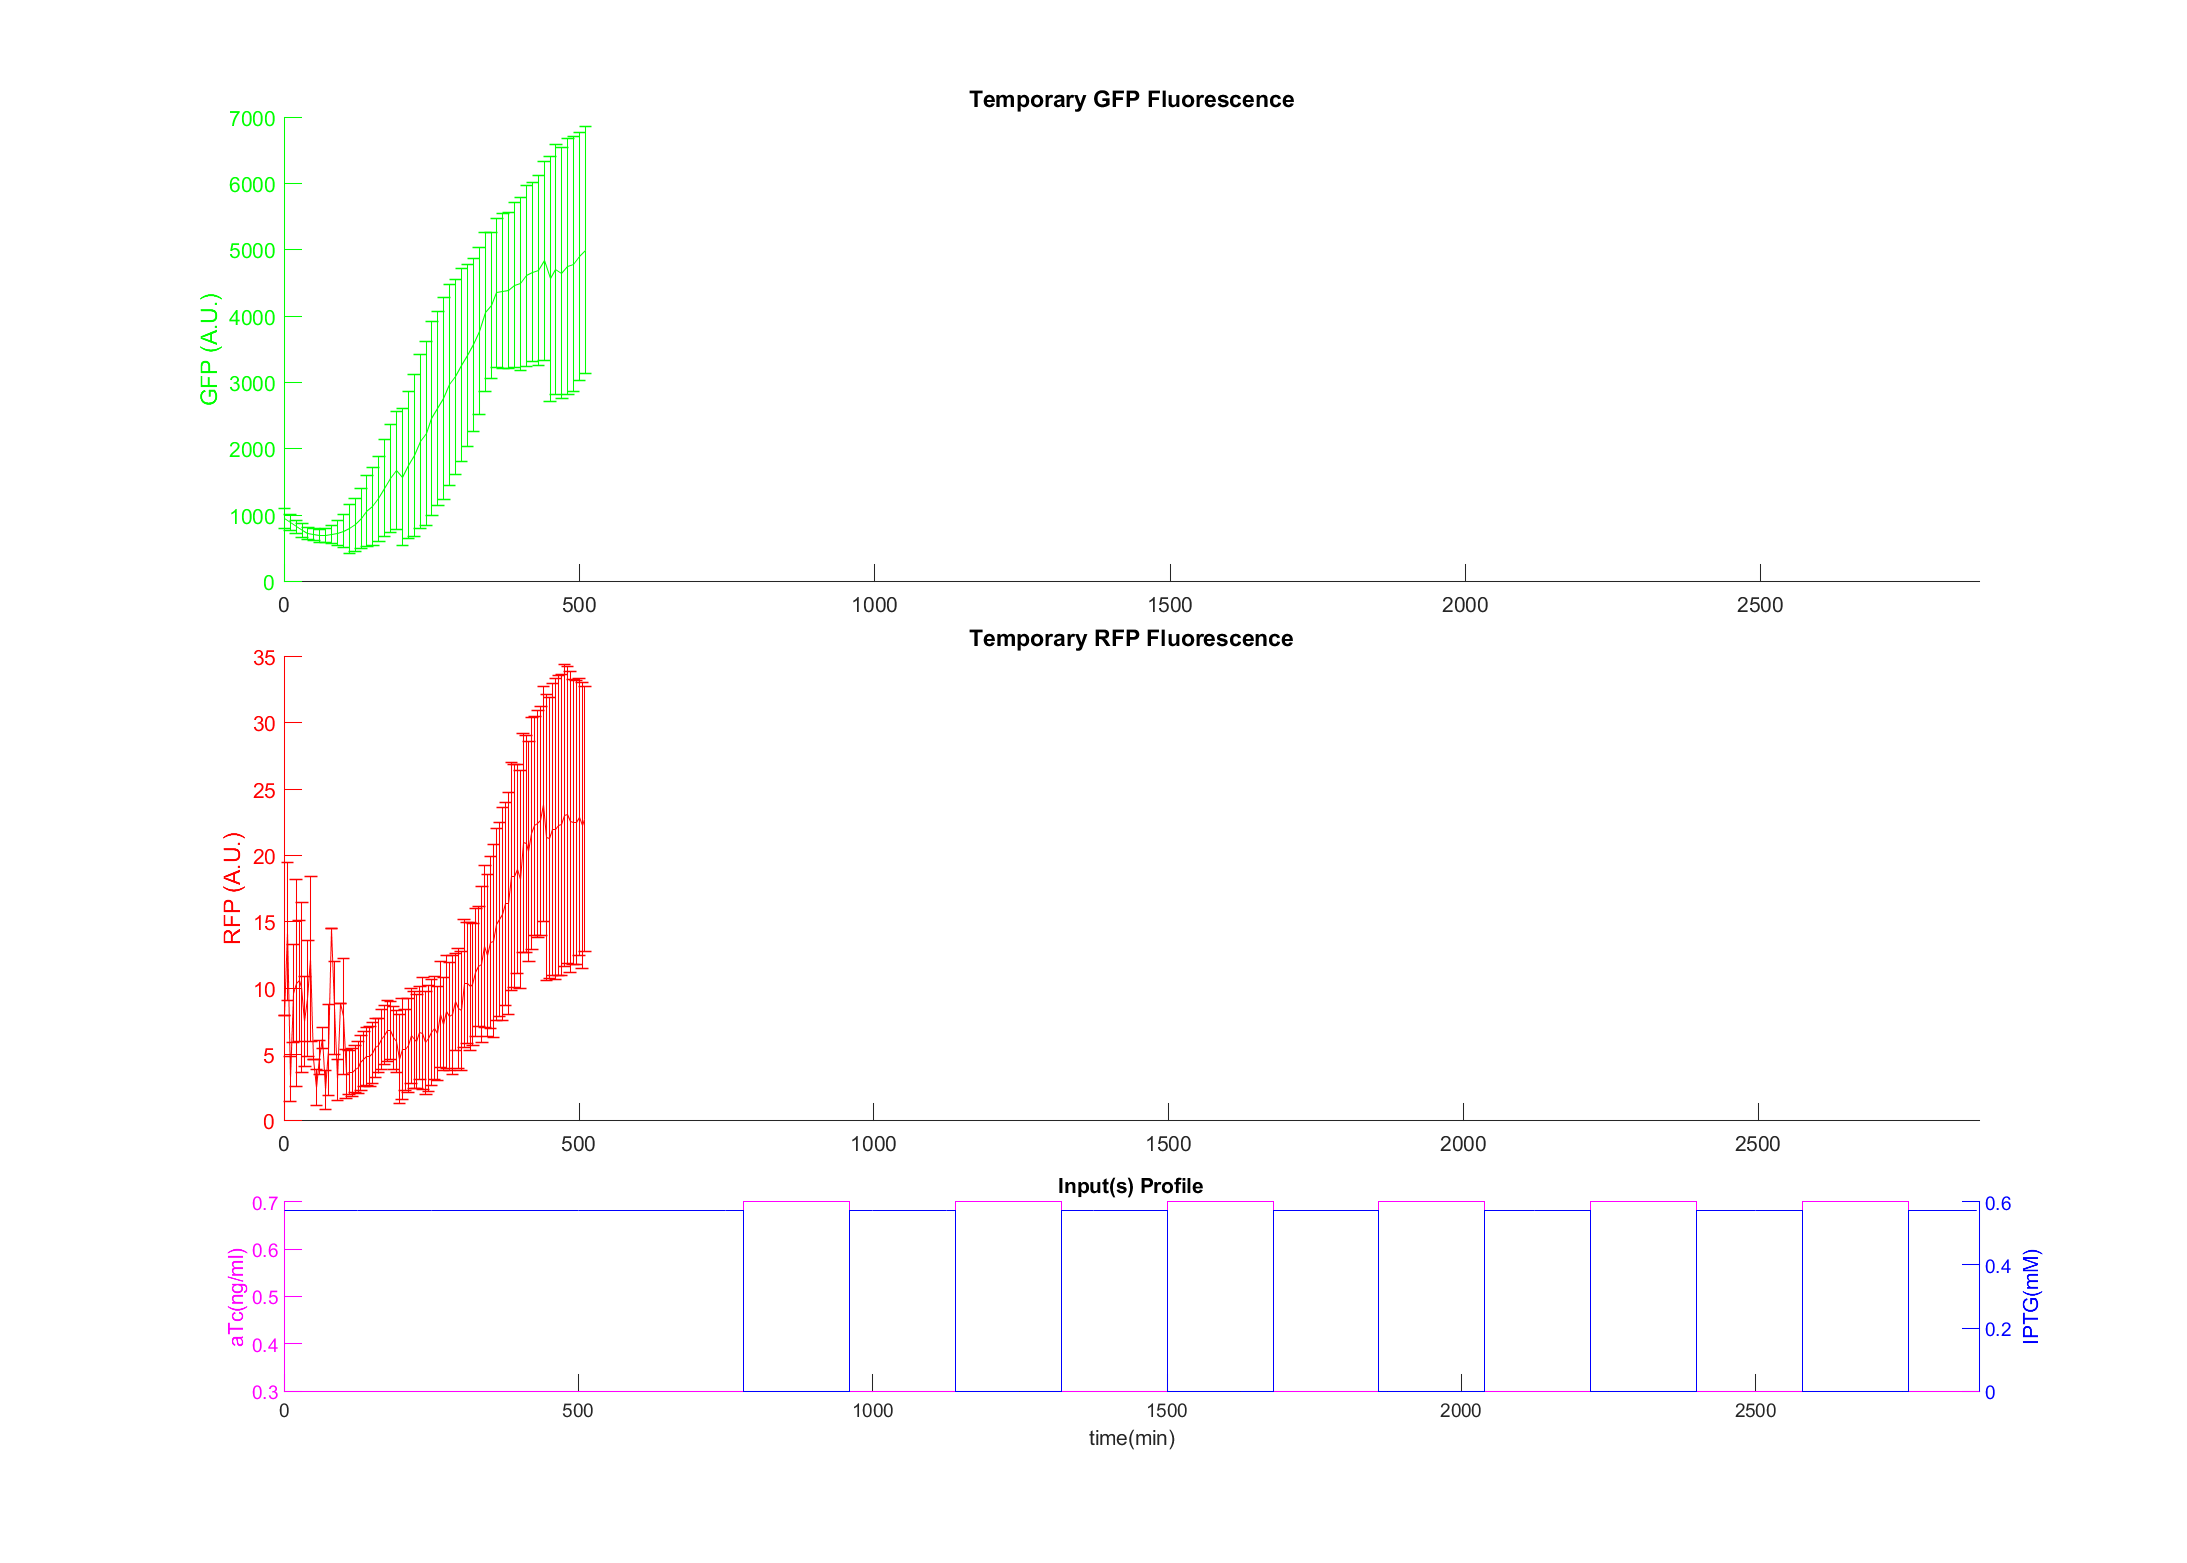 Temporary GFP Fluorescence
7000
6000
5000
4000
3000
2000
1000
0
GFP (A.U.)
0 500 1000 1500 2000 2500
Temporary RFP Fluorescence
35
30
25
20
15
10
5
0
RFP (A.U.)
0 500 1000 1500 2000 2500
Input(s) Profile
0.7
0.6
0.5
0.4
0.3
aTc(ng/ml)
0.6
0.4
0.2
0
IPTG(mM)
0 500 1000 1500 2000 2500
time(min)